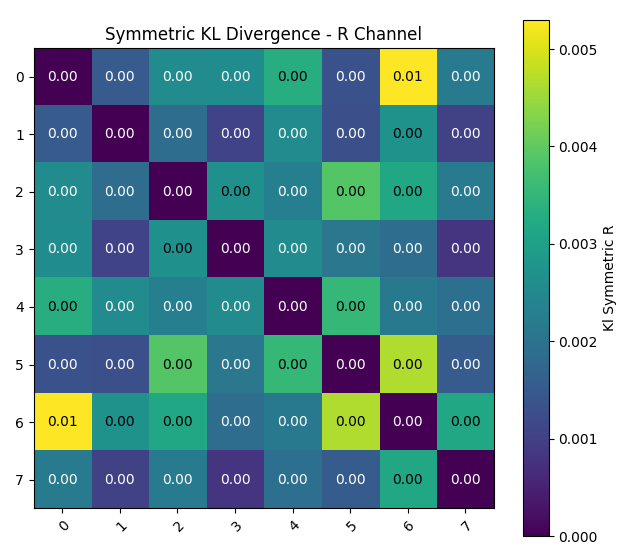 Symmetric KL Divergence - R Channel
0 0.00 0.00 0.00 0.00 0.00 0.00 0.01 0.00
1 0.00 0.00 0.00 0.00 0.00 0.00 0.00 0.00
2 0.00 0.00 0.00 0.00 0.00 0.00 0.00 0.00
3 0.00 0.00 0.00 0.00 0.00 0.00 0.00 0.00
4 0.00 0.00 0.00 0.00 0.00 0.00 0.00 0.00
5 0.00 0.00 0.00 0.00 0.00 0.00 0.00 0.00
6 0.01 0.00 0.00 0.00 0.00 0.00 0.00 0.00
7 0.00 0.00 0.00 0.00 0.00 0.00 0.00 0.00
0 1 2 3 4 5 6 7
0.005
0.004
0.003
0.002
0.001
0.000
Kl Symmetric R